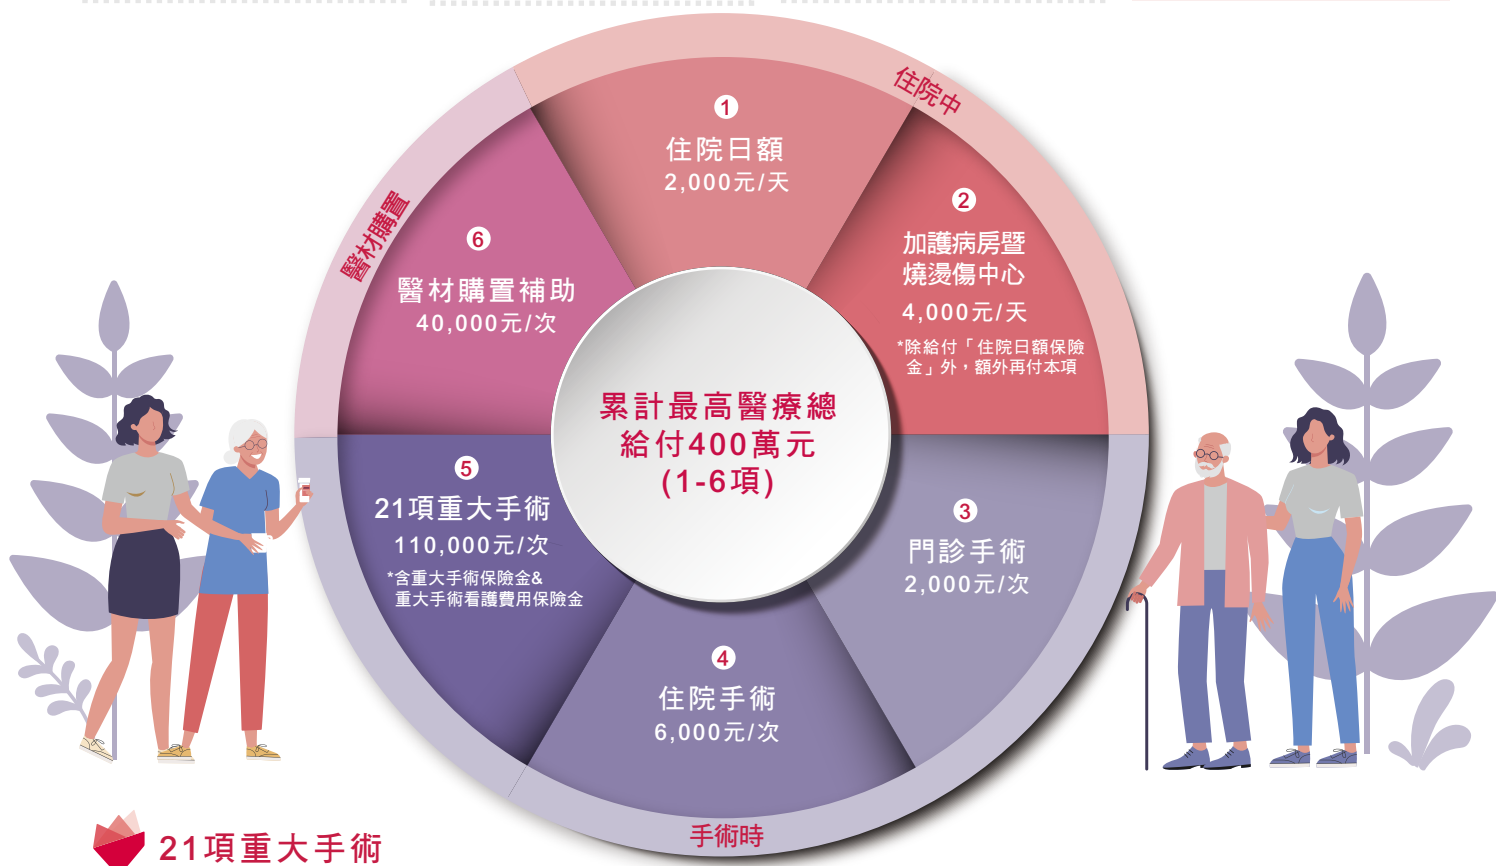 住院中
1
住院日額
2,000元/天
2
加護病房暨
燒燙傷中心
4,000元/天
*除給付「住院日額保險
金」外，額外再付本項
醫材購置
6
醫材購置補助
40,000元/次
累計最高醫療總
給付400萬元
(1-6項)
5
21項重大手術
110,000元/次
*含重大手術保險金&
重大手術看護費用保險金
3
門診手術
2,000元/次
4
住院手術
6,000元/次
手術時
21項重大手術